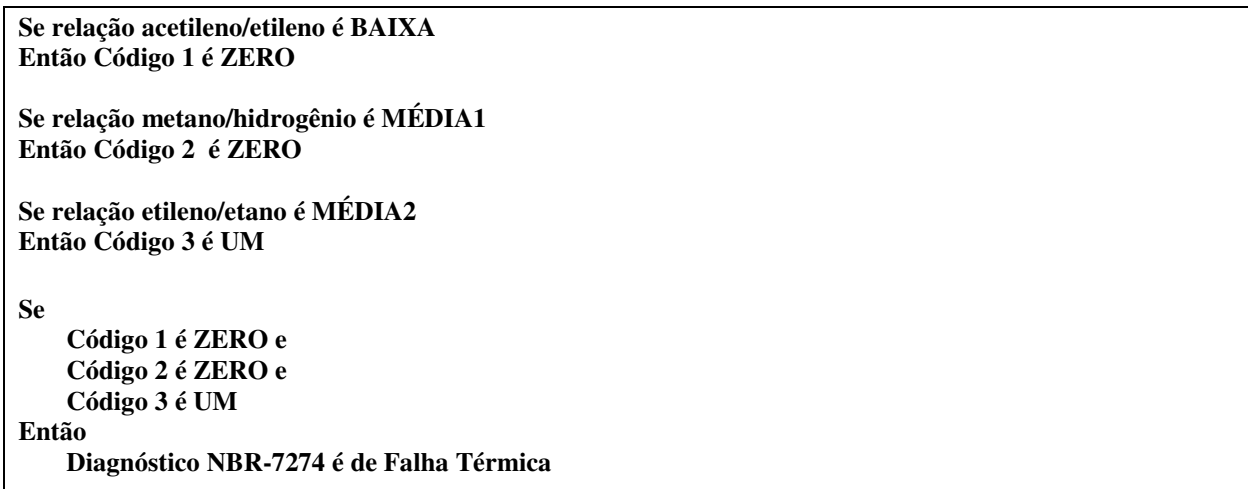 Se relação acetileno/etileno é BAIXA
Então Código 1 é ZERO
Se relação metano/hidrogênio é MÉDIA1
Então Código 2 é ZERO
Se relação etileno/etano é MÉDIA2
Então Código 3 é UM
Se
Código 1 é ZERO e
Código 2 é ZERO e
Código 3 é UM
Então
Diagnóstico NBR-7274 é de Falha Térmica